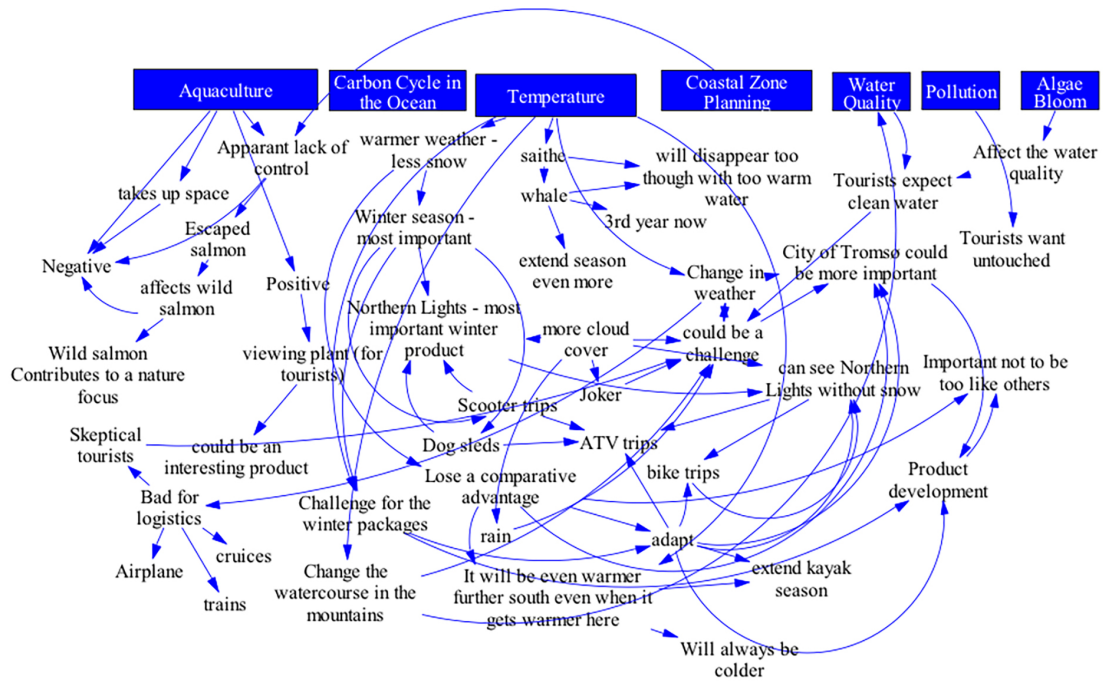 Aquaculture
Carbon Cycle in
the Ocean
Temperature
Coastal Zone
Planning
Water
Quality
Pollution
Algae
Bloom
Apparant lack of
control
warmer weather -
less snow
saithe
will disappear too
though with too warm
water
Affect the water
quality
takes up space
whale
Tourists expect
clean water
Escaped
salmon
Winter season -
most important
3rd year now
Tourists want
untouched
Negative
affects wild
salmon
Positive
extend season
even more
Change in
weather
City of Tromsø could
be more important
Wild salmon
Contributes to a nature
focus
viewing plant (for
tourists)
Northern Lights - most
important winter
product
more cloud
cover
could be a
challenge
can see Northern
Lights without snow
Important not to be
too like others
Joker
Scooter trips
Skeptical
tourists
could be an
interesting product
Dog sleds
ATV trips
bike trips
Product
development
Bad for
logistics
Challenge for the
winter packages
Lose a comparative
advantage
rain
adapt
Airplane
cruices
trains
Change the
watercourse in the
mountains
It will be even warmer
further south even when it
gets warmer here
extend kayak
season
Will always be
colder